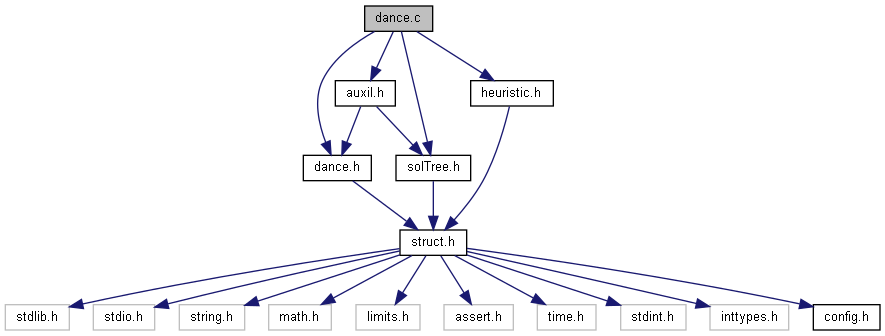 dance.c
auxil.h
heuristic.h
dance.h
solTree.h
struct.h
stdlib.h
stdio.h
string.h
math.h
limits.h
assert.h
time.h
stdint.h
inttypes.h
config.h